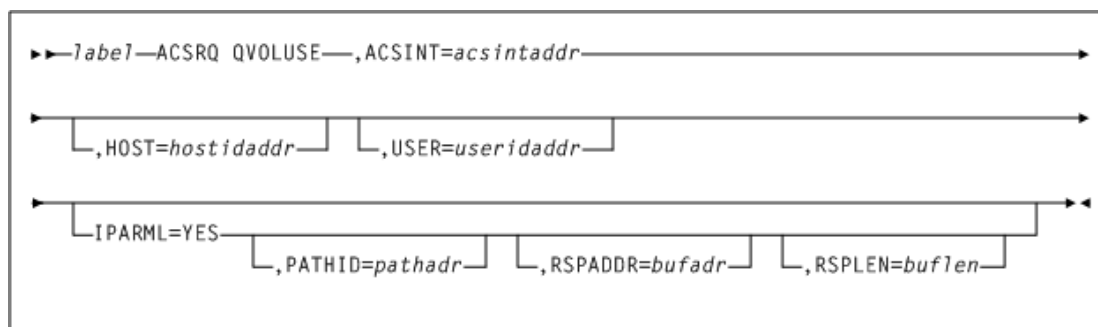 label ACSRQ QVOLUSE ,ACSINT=acsintaddr
,HOST=hostidaddr ,USER=useridaddr
IPARML=YES
,PATHID=pathadr ,RSPADDR=bufadr ,RSPLEN=buflen